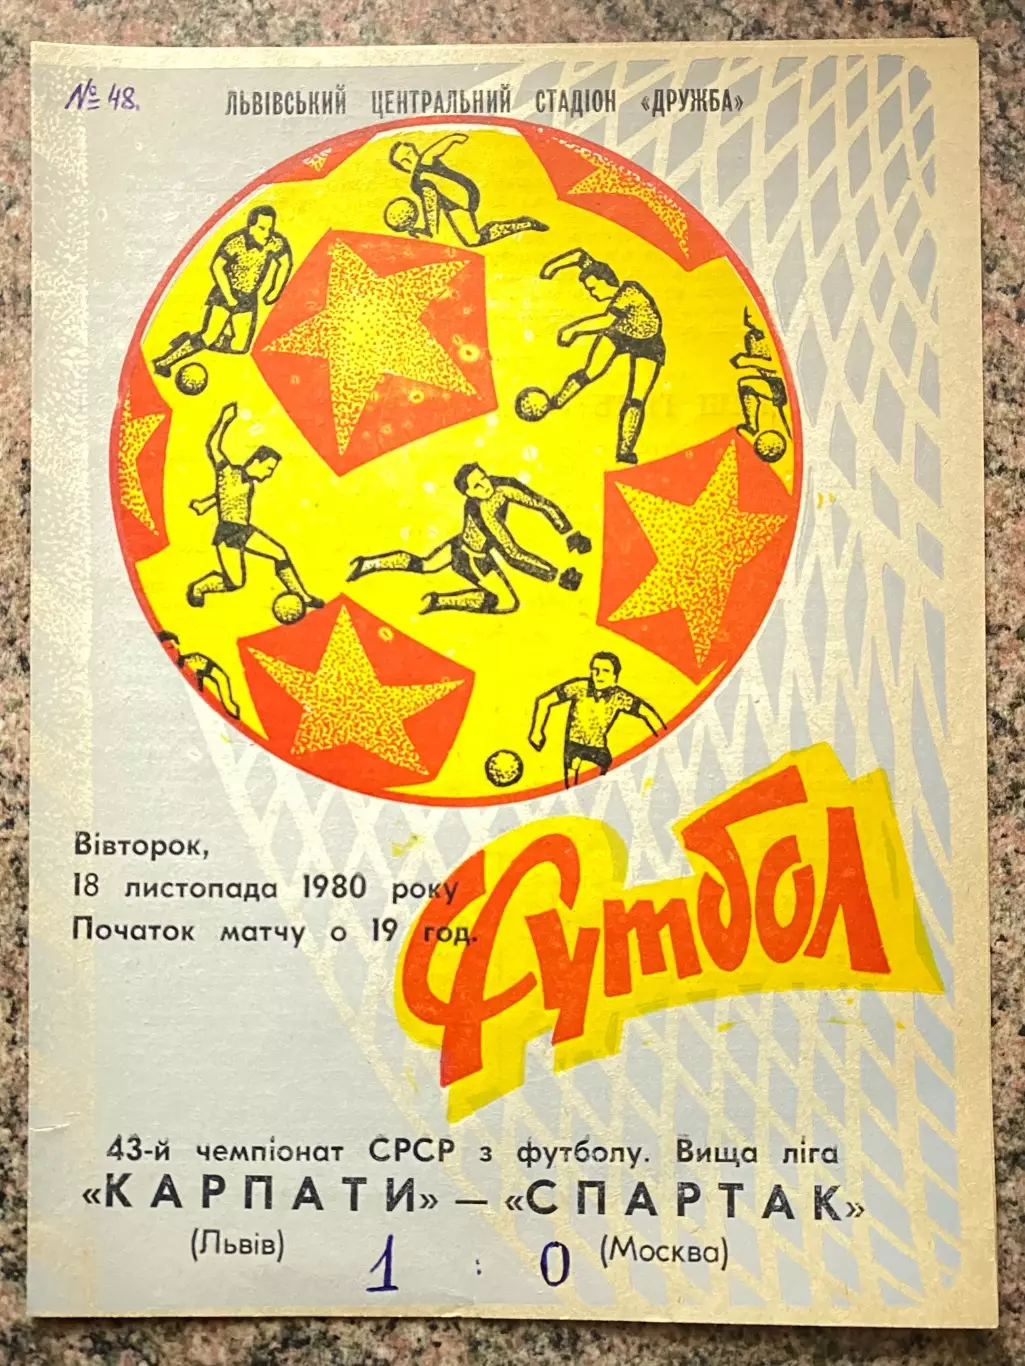 № 48.
ЛЬВІВСЬКИЙ ЦЕНТРАЛЬНИЙ СТАДІОН «ДРУЖБА»
Вівторок,
18 листопада 1980 року
Початок матчу о 19 год.
Футбол
43-й чемпіонат СРСР з футболу. Вища ліга
«КАРПАТИ» — «СПАРТАК»
(Львів) 1 : 0 (Москва)